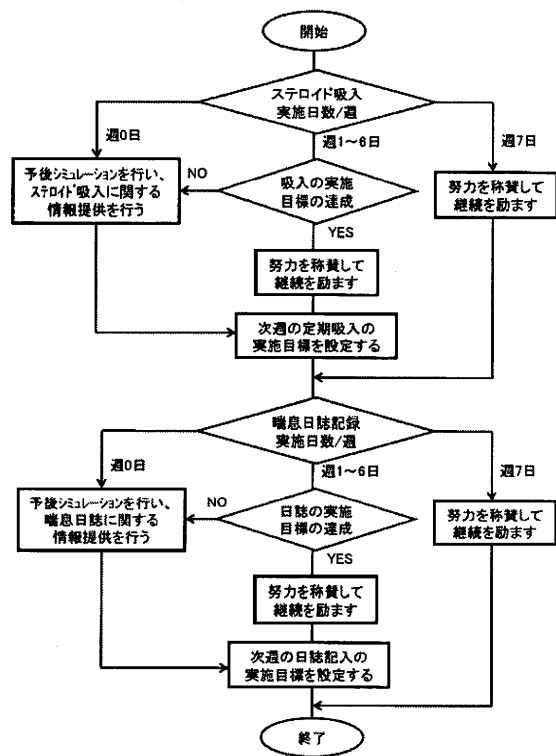 開始
ステロイド吸入
実施日数/週
週0日
週1～6日
週7日
予後シミュレーションを行い、
ステロイド吸入に関する
情報提供を行う
NO
吸入の実施
目標の達成
努力を称賛して
継続を励ます
YES
努力を称賛して
継続を励ます
次週の定期吸入の
実施目標を設定する
喘息日誌記録
実施日数/週
週0日
週1～6日
週7日
予後シミュレーションを行い、
喘息日誌に関する
情報提供を行う
NO
日誌の実施
目標の達成
努力を称賛して
継続を励ます
YES
努力を称賛して
継続を励ます
次週の日誌記入の
実施目標を設定する
終了